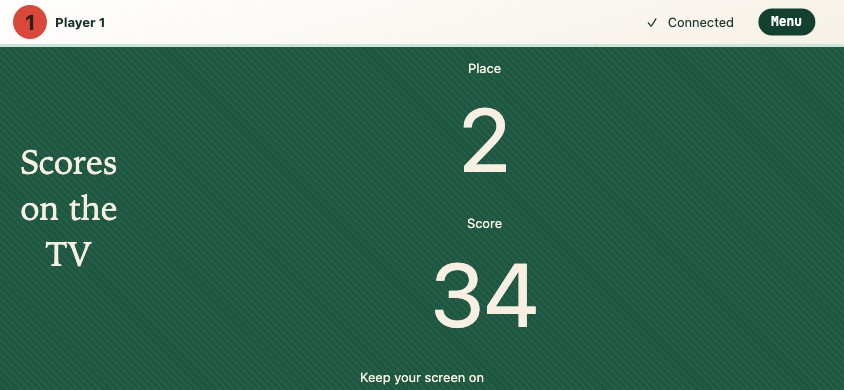 1 Player 1
✓ Connected
Menu
Scores
on the
TV
Place
2
Score
34
Keep your screen on